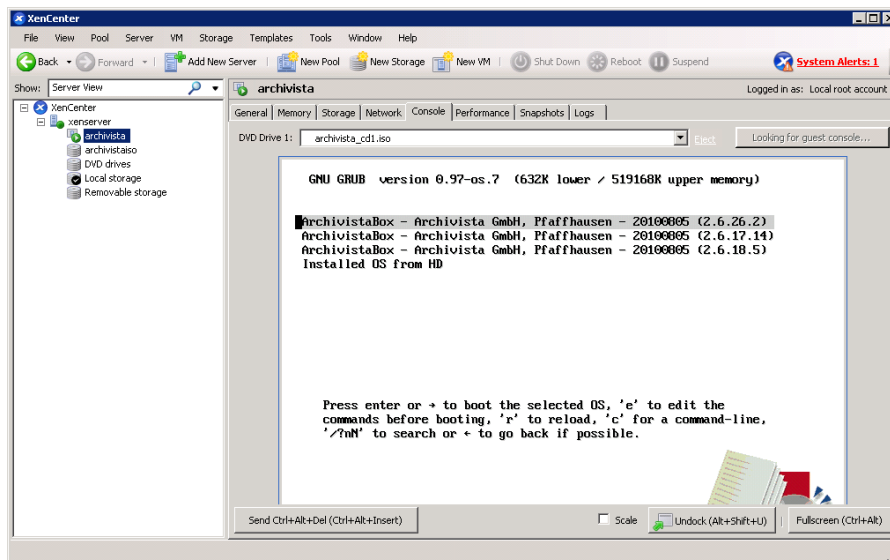 XenCenter
File View Pool Server VM Storage Templates Tools Window Help
Back Forward Add New Server New Pool New Storage New VM Shut Down Reboot Suspend System Alerts: 1
Show: Server View archivista Logged in as: Local root account
XenCenter
xenserver
archivista
archivistaiso
DVD drives
Local storage
Removable storage
General Memory Storage Network Console Performance Snapshots Logs
DVD Drive 1: archivista_cd1.iso Eject Looking for guest console...
GNU GRUB version 0.97-os.7 (632K lower / 519168K upper memory)
ArchivistaBox - Archivista GmbH, Pfaffhausen - 20100805 (2.6.26.2)
ArchivistaBox - Archivista GmbH, Pfaffhausen - 20100805 (2.6.17.14)
ArchivistaBox - Archivista GmbH, Pfaffhausen - 20100805 (2.6.18.5)
Installed OS from HD
Press enter or → to boot the selected OS, 'e' to edit the
commands before booting, 'r' to reload, 'c' for a command-line,
'/?nN' to search or ← to go back if possible.
Send Ctrl+Alt+Del (Ctrl+Alt+Insert) Scale Undock (Alt+Shift+U) Fullscreen (Ctrl+Alt)